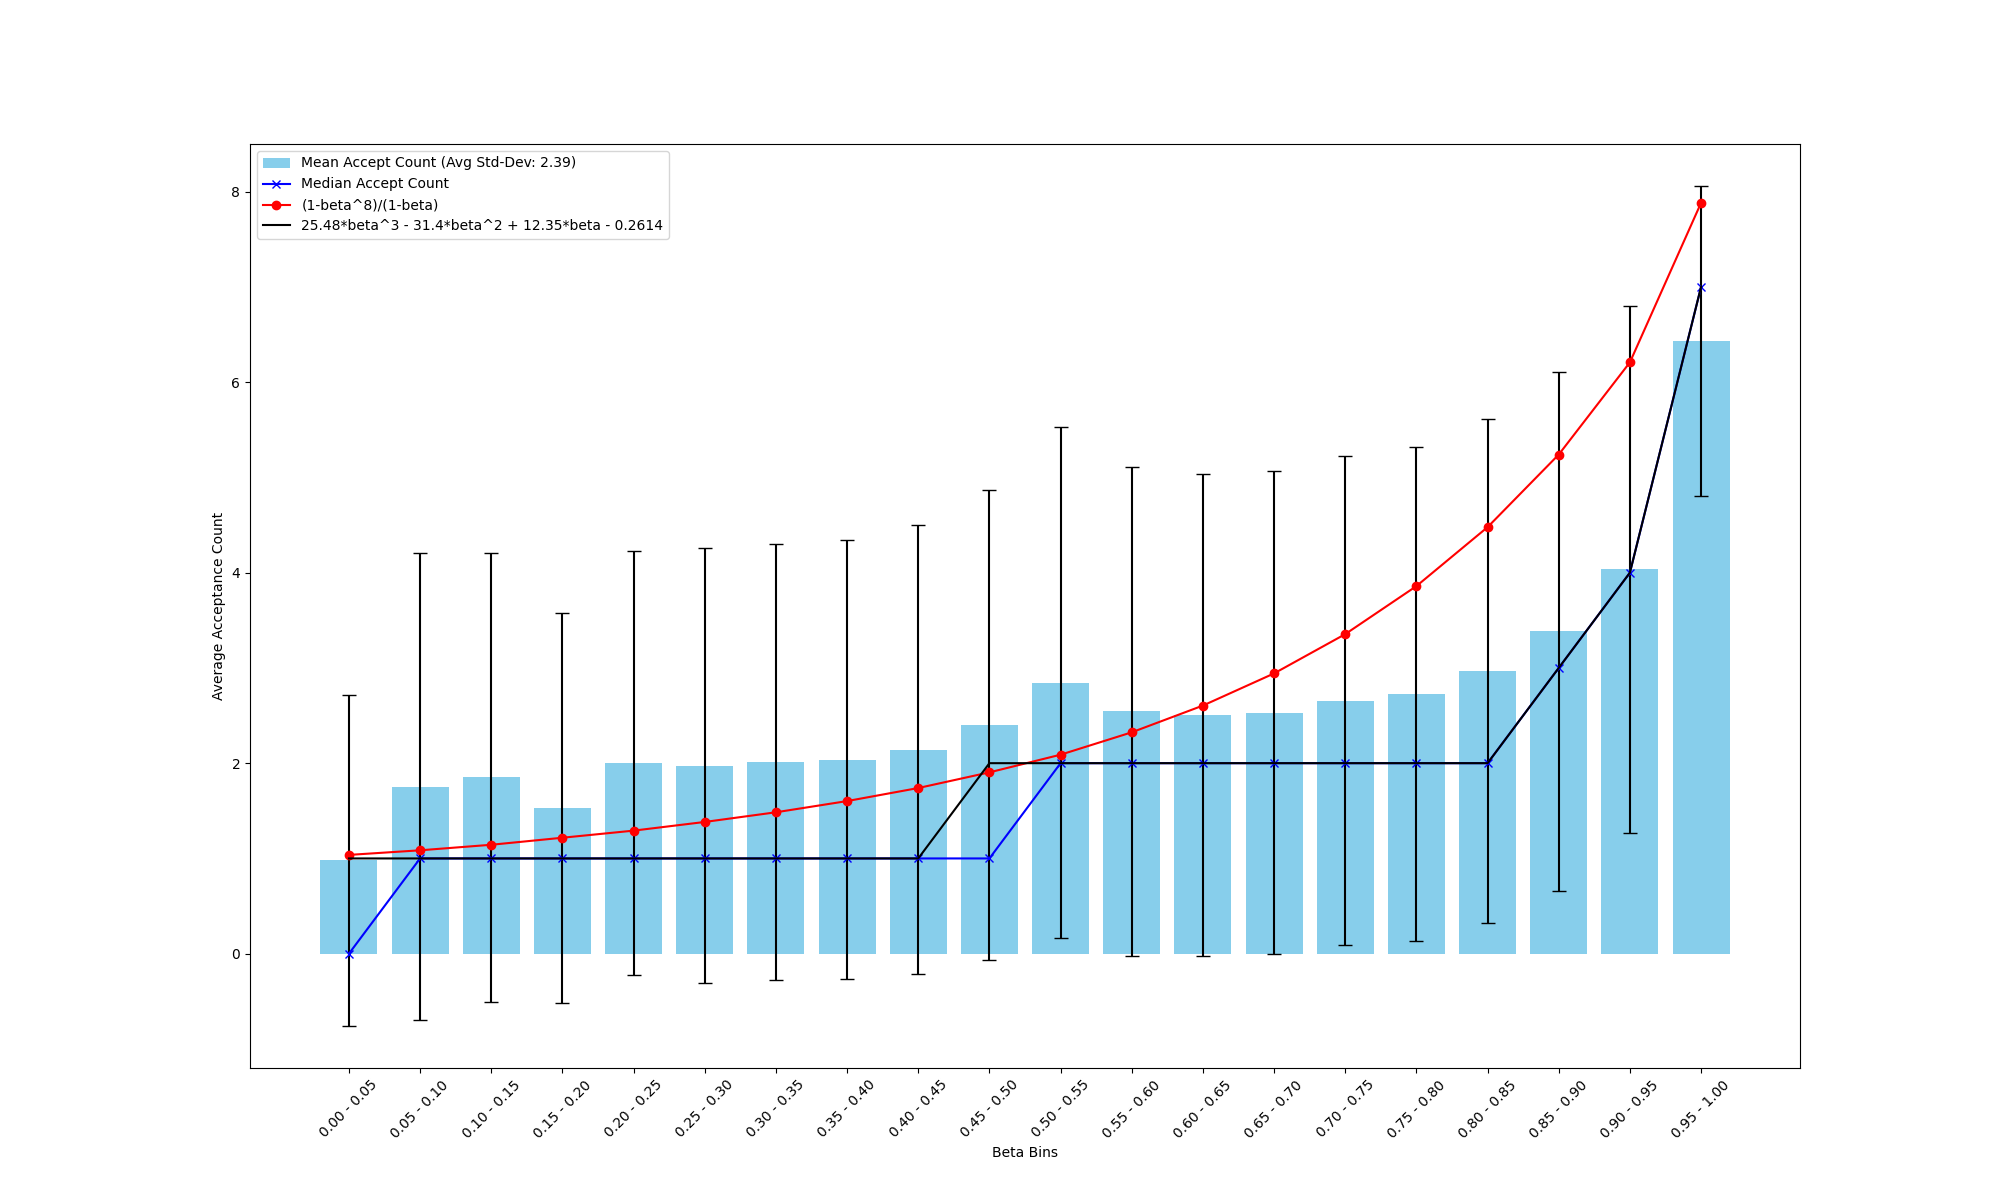 Mean Accept Count (Avg Std-Dev: 2.39)
Median Accept Count
(1-beta^8)/(1-beta)
25.48*beta^3 - 31.4*beta^2 + 12.35*beta - 0.2614
8
6
4
2
0
Average Acceptance Count
0.00 - 0.05
0.05 - 0.10
0.10 - 0.15
0.15 - 0.20
0.20 - 0.25
0.25 - 0.30
0.30 - 0.35
0.35 - 0.40
0.40 - 0.45
0.45 - 0.50
0.50 - 0.55
0.55 - 0.60
0.60 - 0.65
0.65 - 0.70
0.70 - 0.75
0.75 - 0.80
0.80 - 0.85
0.85 - 0.90
0.90 - 0.95
0.95 - 1.00
Beta Bins